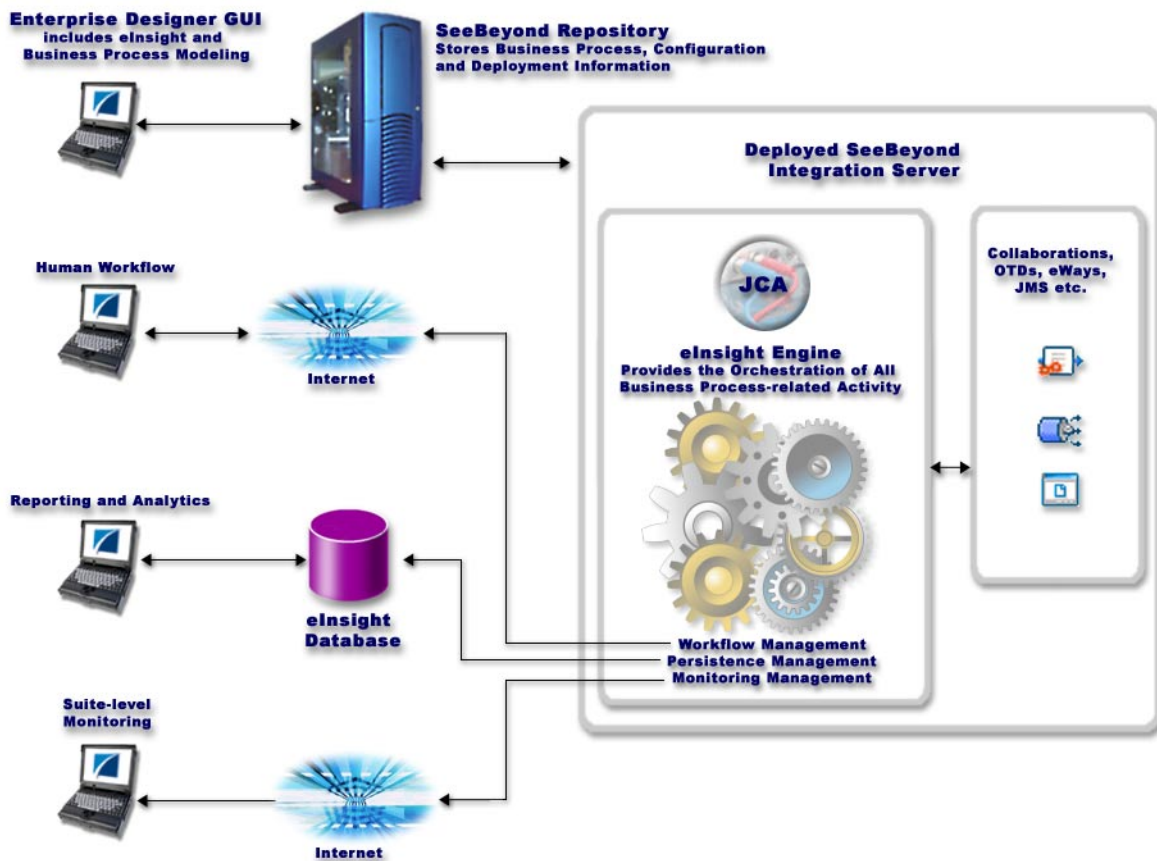 Enterprise Designer GUI
includes eInsight and
Business Process Modeling
SeeBeyond Repository
Stores Business Process, Configuration
and Deployment Information
Deployed SeeBeyond
Integration Server
JCA
eInsight Engine
Provides the Orchestration of All
Business Process-related Activity
Collaborations,
OTDs, eWays,
JMS etc.
Human Workflow
Internet
Reporting and Analytics
eInsight
Database
Workflow Management
Persistence Management
Monitoring Management
Suite-level
Monitoring
Internet